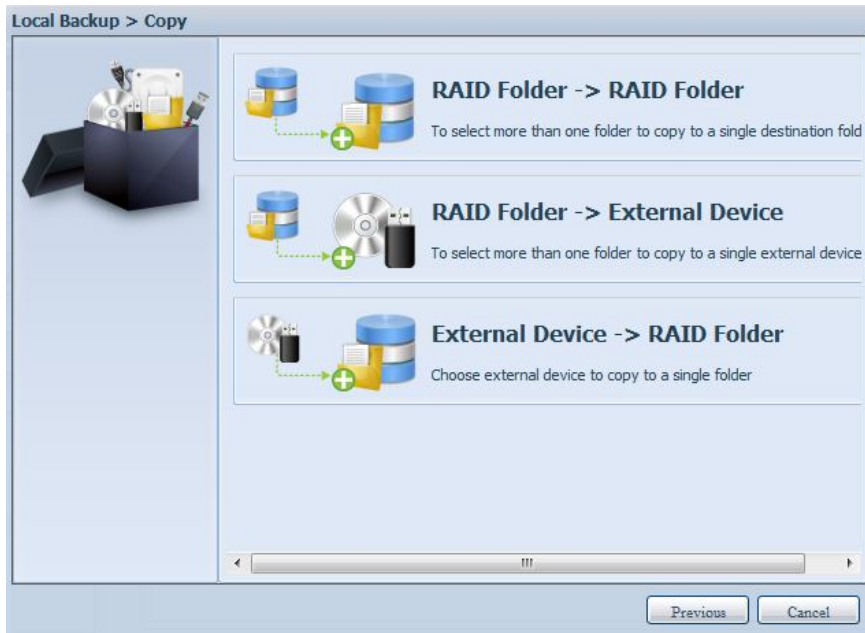 Local Backup > Copy
RAID Folder -> RAID Folder
To select more than one folder to copy to a single destination fold
RAID Folder -> External Device
To select more than one folder to copy to a single external device
External Device -> RAID Folder
Choose external device to copy to a single folder
Previous Cancel